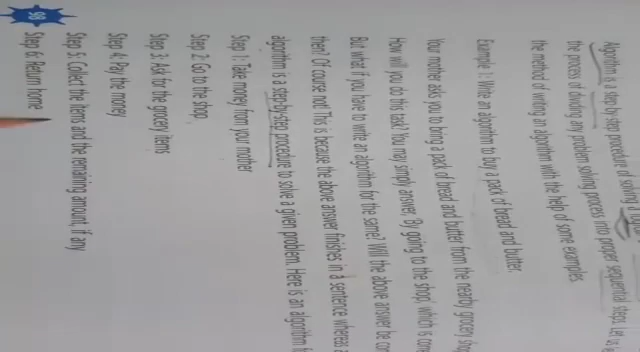 Algorithm is a step by step procedure of solving a
the process of dividing any problem solving process into proper sequential steps. Let us
the method of writing an algorithm with the help of some examples
Example 1: Write an algorithm to buy a pack of bread and butter.
Your mother asks you to bring a pack of bread and butter from the nearby grocery
How will you do this task? You may simply answer, By going to the shop, which is
But what if you have to write an algorithm for the same? Will the above answer be
then? Of course not! This is because the above answer finishes in a sentence whereas
algorithm is a step-by-step procedure to solve a given problem. Here is an algorithm
Step 1: Take money from your mother
Step 2: Go to the shop
Step 3: Ask for the grocery items
Step 4: Pay the money
Step 5: Collect the items and the remaining amount, if any
Step 6: Return home
98